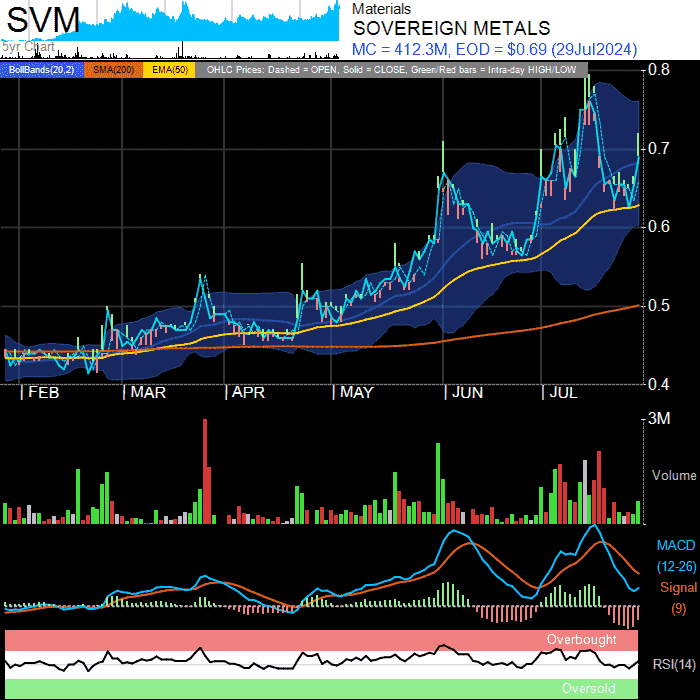 SVM
5yr Chart
Materials
SOVEREIGN METALS
MC = 412.3M, EOD = $0.69 (29Jul2024)
BollBands(20,2) SMA(200) EMA(50) OHLC Prices: Dashed = OPEN, Solid = CLOSE, Green/Red bars = Intra-day HIGH/LOW
0.8
0.7
0.6
0.5
0.4
FEB MAR APR MAY JUN JUL
3M
Volume
MACD
(12-26)
Signal
(9)
Overbought
RSI(14)
Oversold